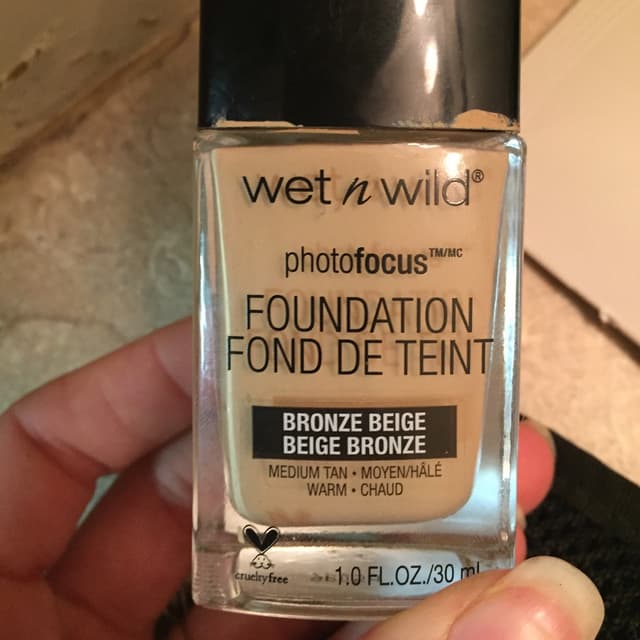 wet n wild®
photofocus™/MC
FOUNDATION
FOND DE TEINT
BRONZE BEIGE
BEIGE BRONZE
MEDIUM TAN • MOYEN/HÂLÉ
WARM • CHAUD
crueltyfree
1.0 FL.OZ./30 ml